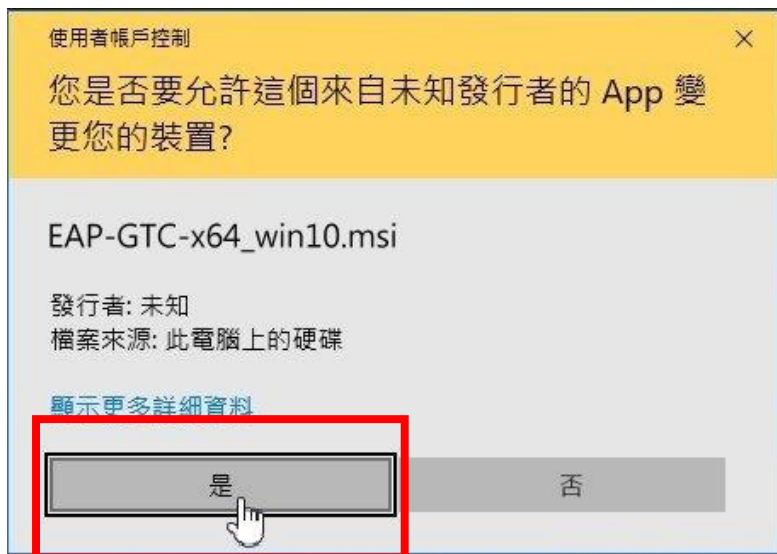 使用者帳戶控制
您是否要允許這個來自未知發行者的 App 變
更您的裝置?
EAP-GTC-x64_win10.msi
發行者: 未知
檔案來源: 此電腦上的硬碟
顯示更多詳細資料
是
否